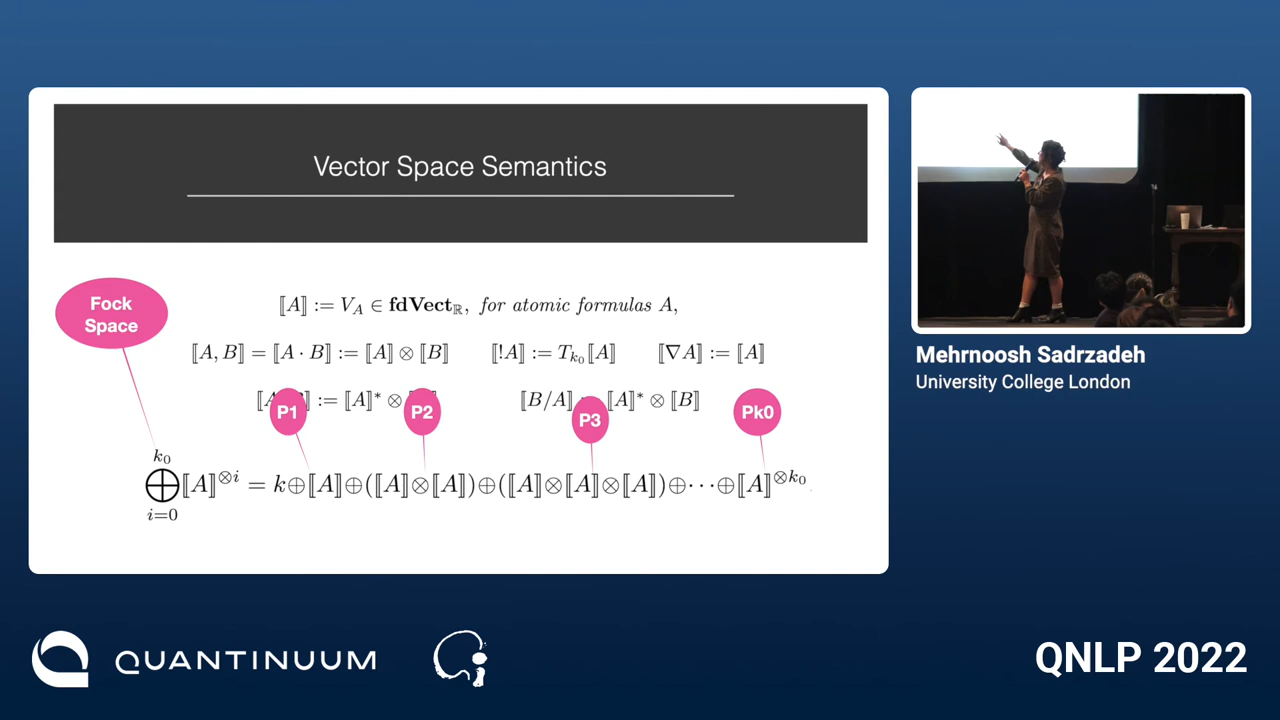 Vector Space Semantics
Fock
Space
⟦A⟧ := V_A ∈ fdVect_ℝ, for atomic formulas A,
⟦A, B⟧ = ⟦A · B⟧ := ⟦A⟧ ⊗ ⟦B⟧ ⟦!A⟧ := T_{k_0}⟦A⟧ ⟦∇A⟧ := ⟦A⟧
⟦A := ⟦A⟧* ⊗ ⟦B/A⟧ ⟦A⟧* ⊗ ⟦B⟧
P1 P2 P3 Pk0
⨁_{i=0}^{k_0} ⟦A⟧^{⊗i} = k⊕⟦A⟧⊕(⟦A⟧⊗⟦A⟧)⊕(⟦A⟧⊗⟦A⟧⊗⟦A⟧)⊕···⊕⟦A⟧^{⊗k_0}
Mehrnoosh Sadrzadeh
University College London
QUANTINUUM
QNLP 2022